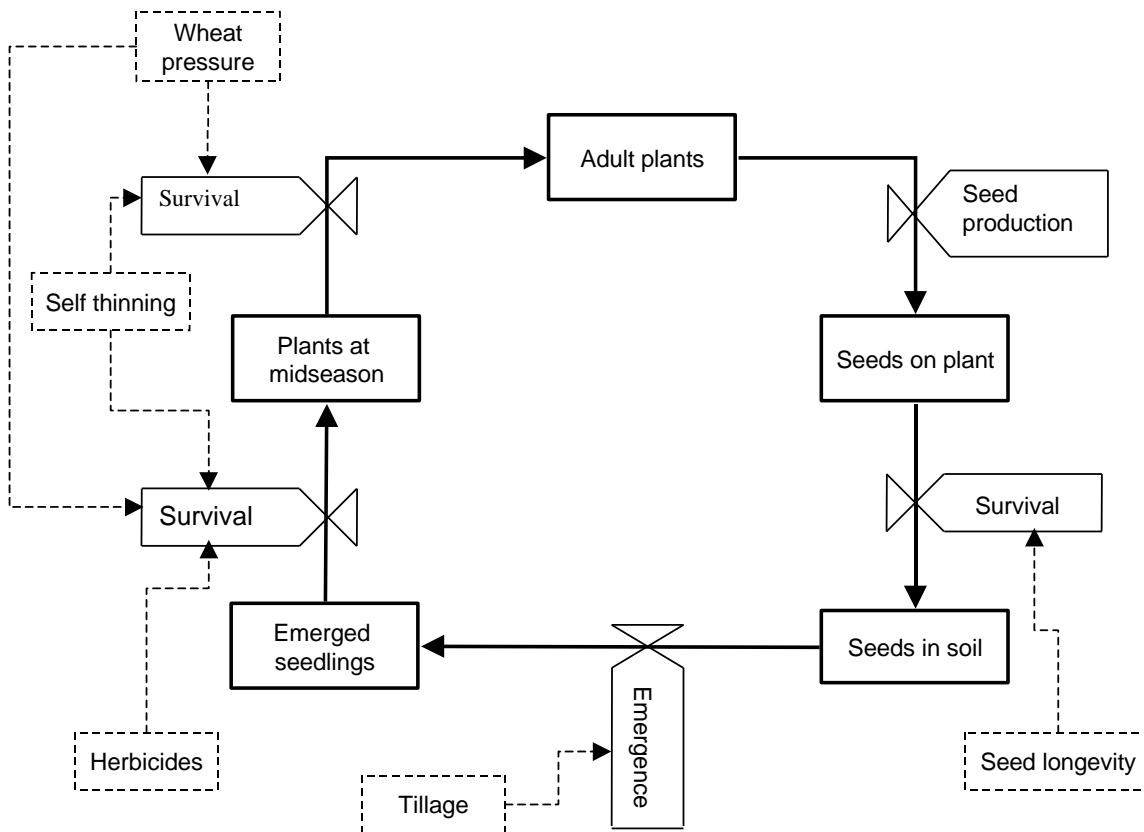 Wheat
pressure
Adult plants
Survival
Seed
production
Self thinning
Plants at
midseason
Seeds on plant
Survival
Survival
Emerged
seedlings
Seeds in soil
Emergence
Herbicides
Seed longevity
Tillage